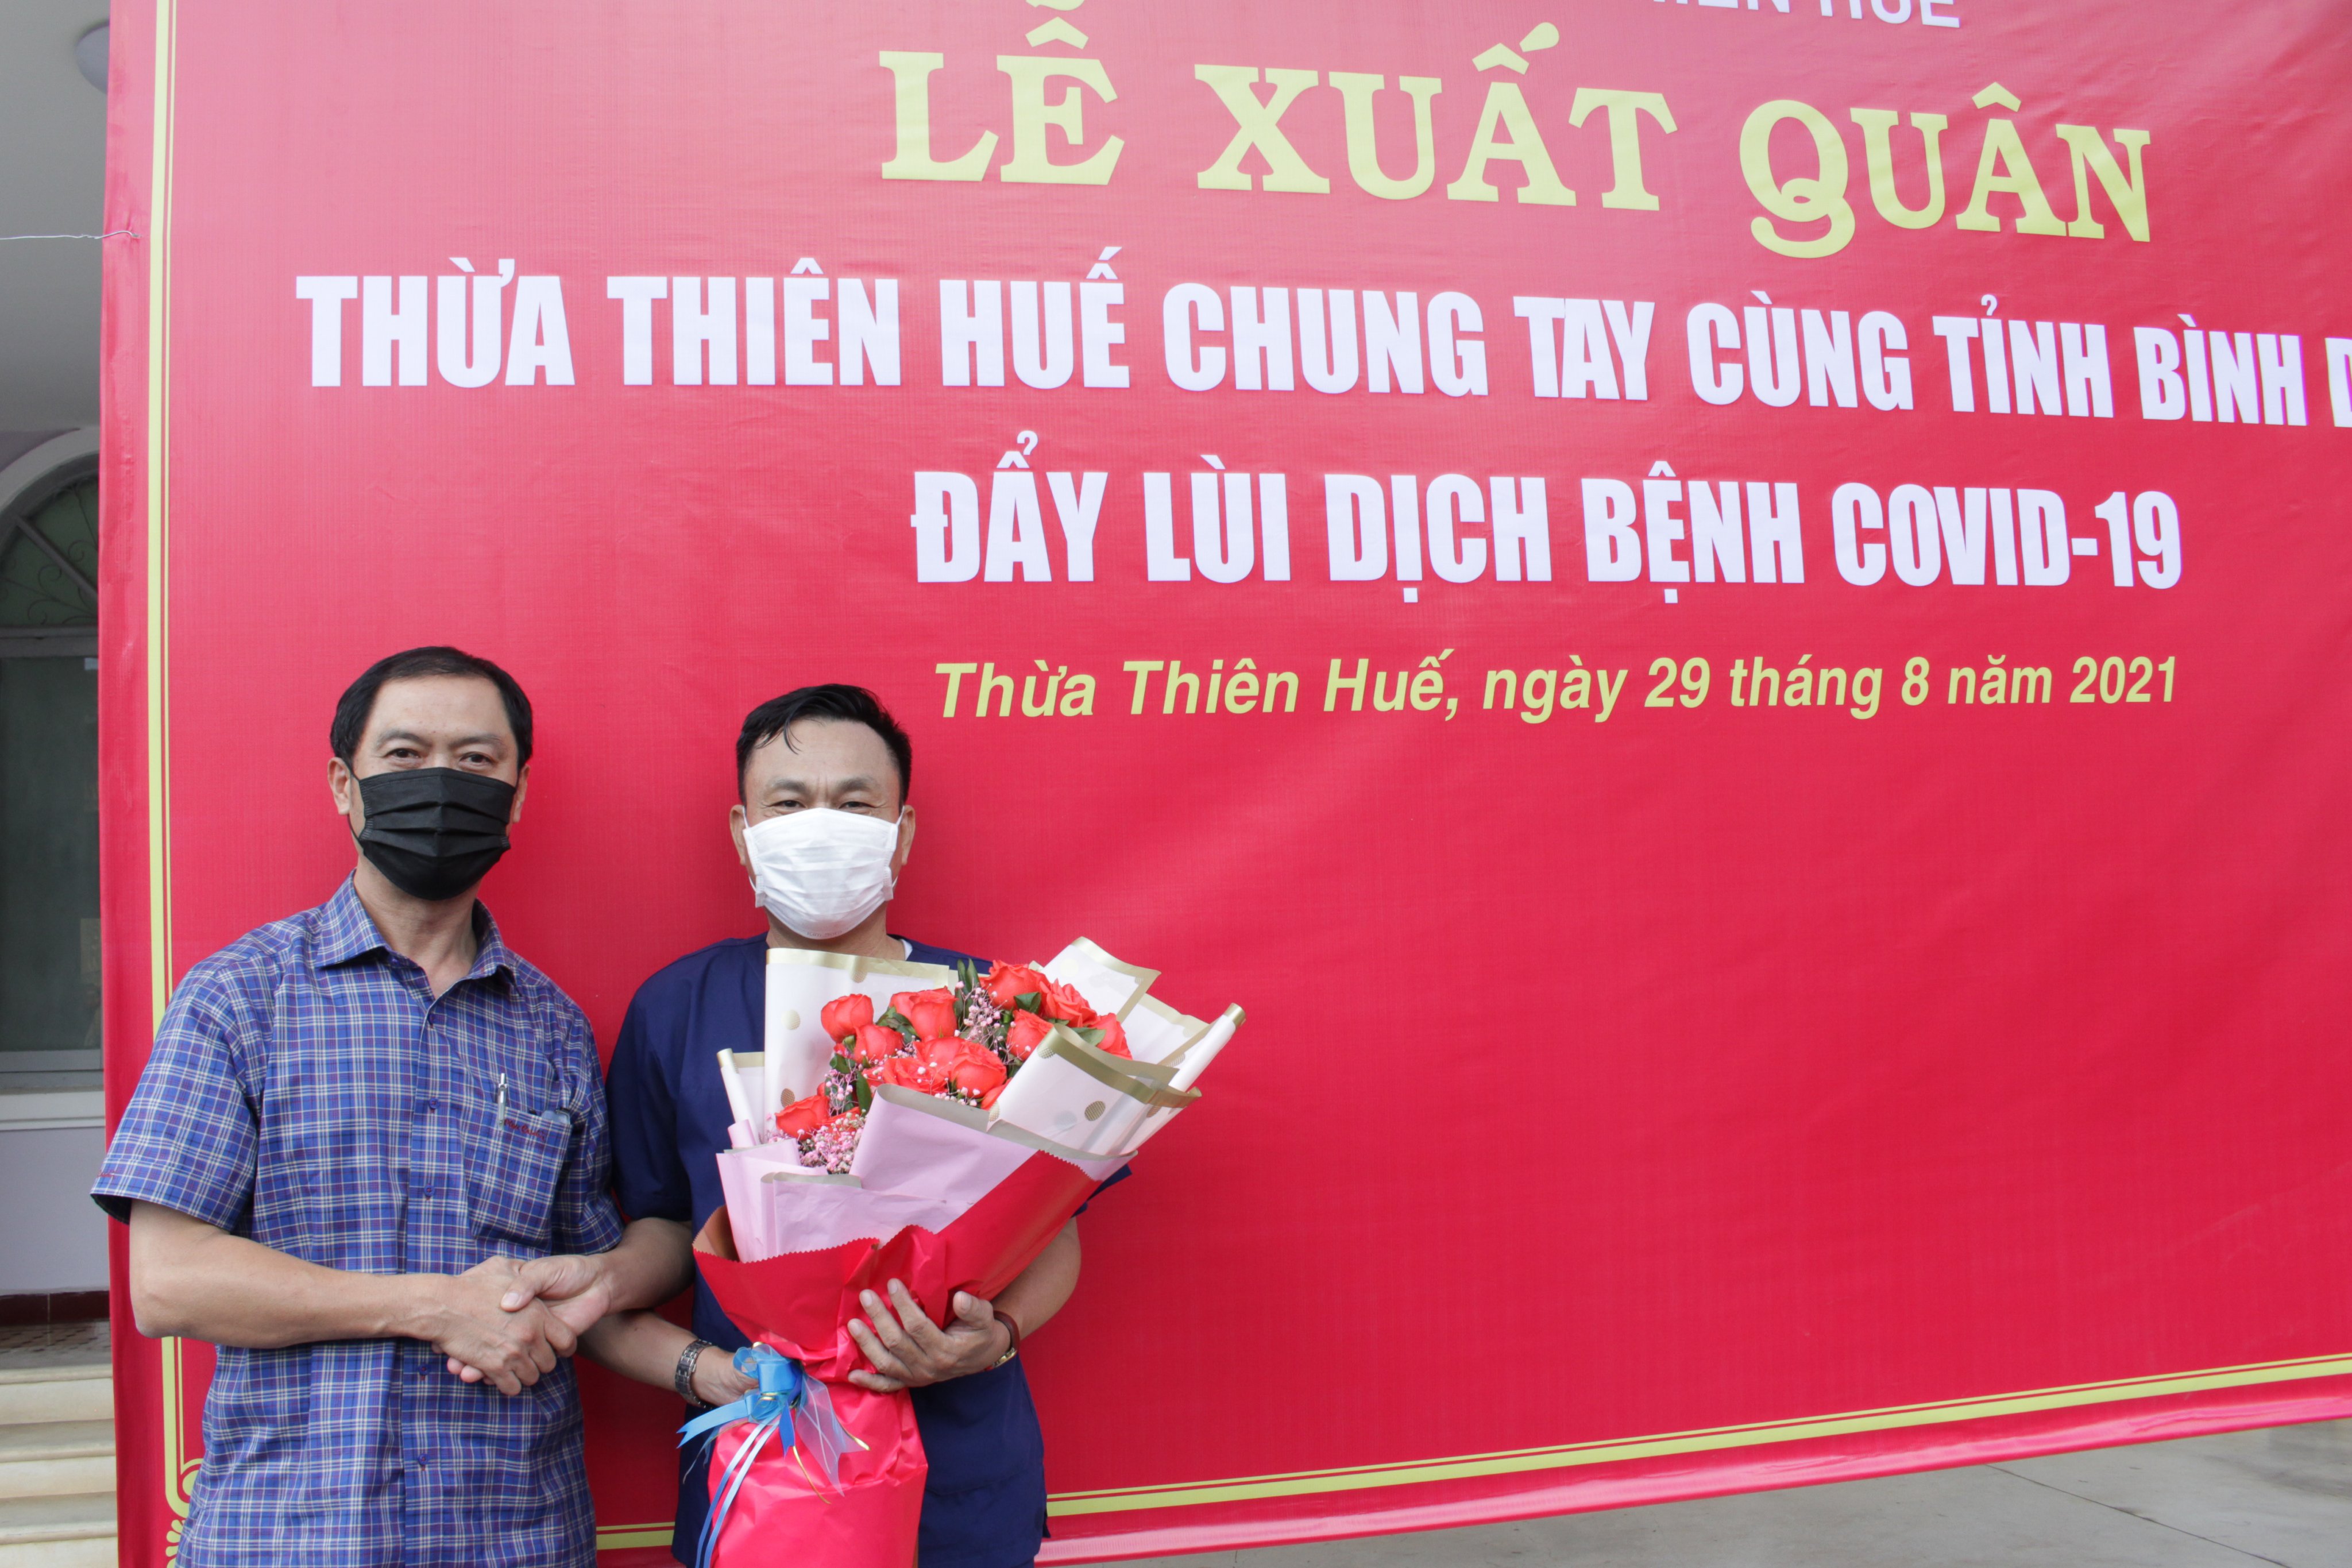 HUẾ
LỄ XUẤT QUÂN
THỪA THIÊN HUẾ CHUNG TAY CÙNG TỈNH BÌNH
ĐẨY LÙI DỊCH BỆNH COVID-19
Thừa Thiên Huế, ngày 29 tháng 8 năm 2021